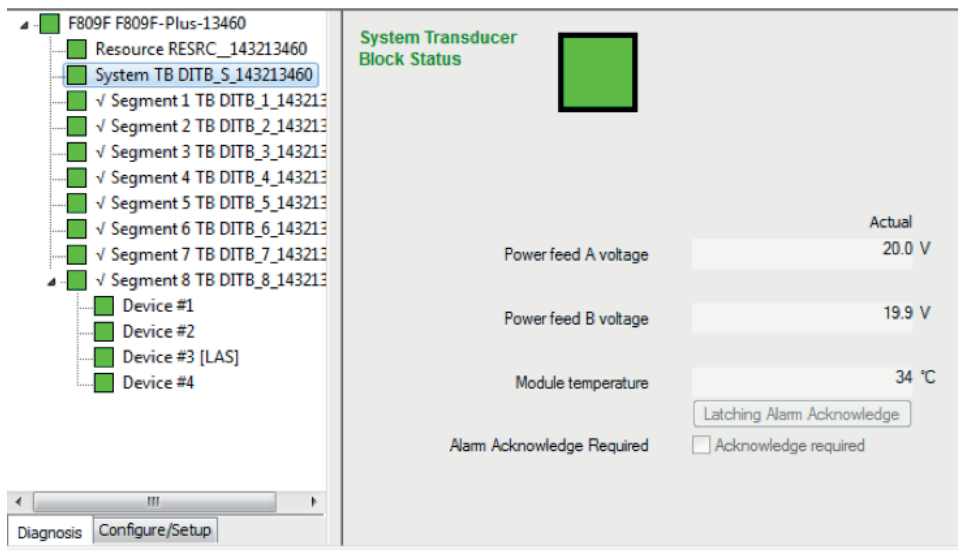 F809F F809F-Plus-13460
Resource RESRC__143213460
System TB DITB_S_143213460
√ Segment 1 TB DITB_1_143213
√ Segment 2 TB DITB_2_143213
√ Segment 3 TB DITB_3_143213
√ Segment 4 TB DITB_4_143213
√ Segment 5 TB DITB_5_143213
√ Segment 6 TB DITB_6_143213
√ Segment 7 TB DITB_7_143213
√ Segment 8 TB DITB_8_143213
Device #1
Device #2
Device #3 [LAS]
Device #4
Diagnosis Configure/Setup
System Transducer
Block Status
Actual
Power feed A voltage 20.0 V
Power feed B voltage 19.9 V
Module temperature 34 °C
Latching Alarm Acknowledge
Alarm Acknowledge Required Acknowledge required